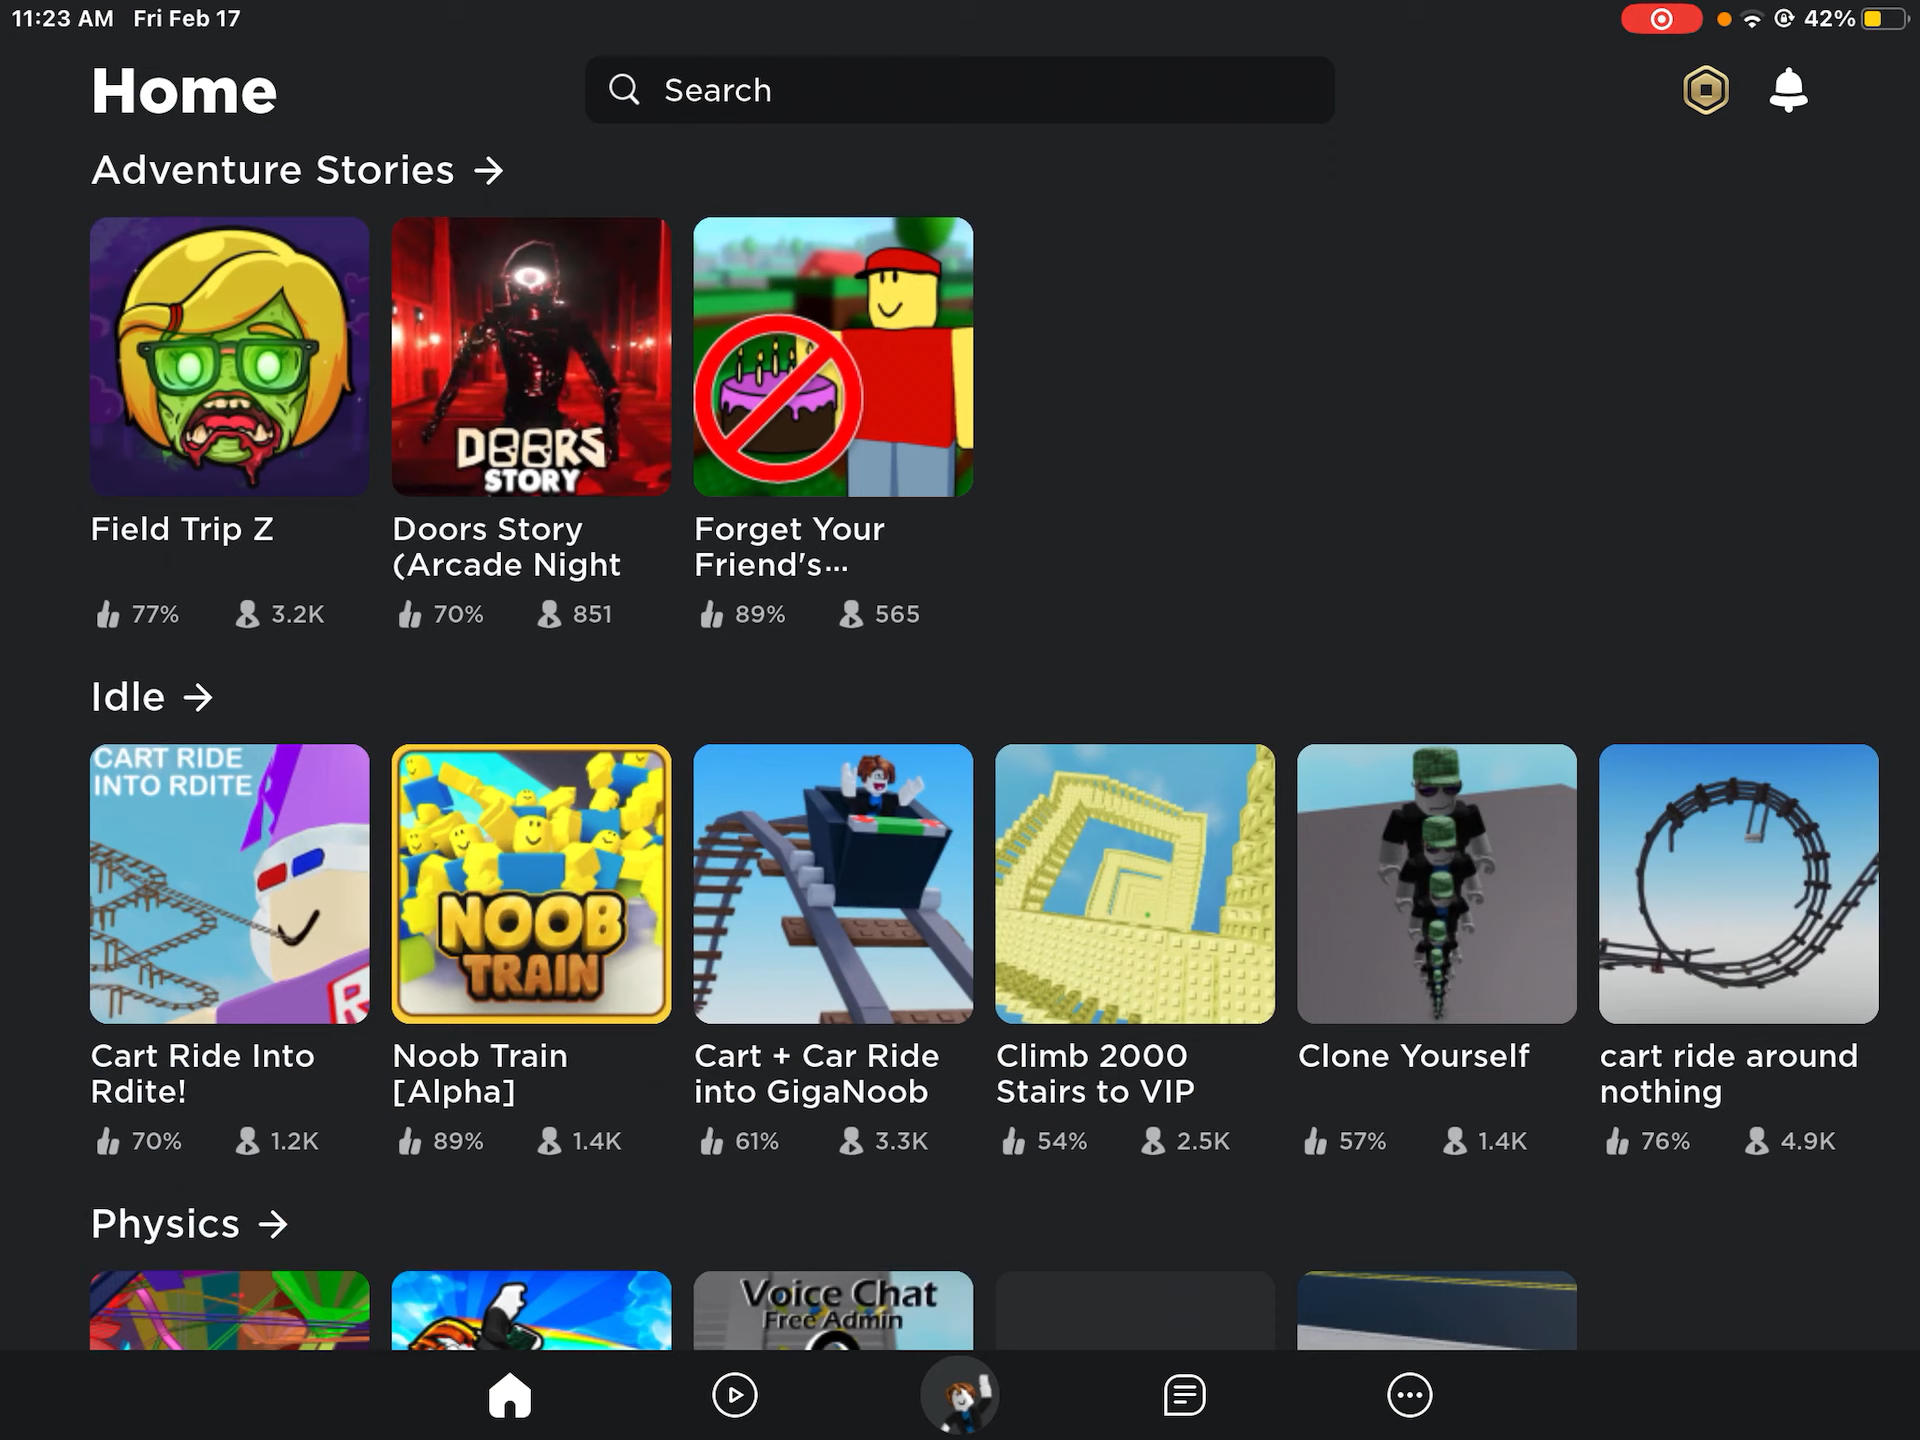 11:23 AM Fri Feb 17
42%
Home
Search
Adventure Stories →
DOORS
STORY
Field Trip Z
Doors Story
(Arcade Night
Forget Your
Friend's...
77% 3.2K
70% 851
89% 565
Idle →
CART RIDE
INTO RDITE
R
NOOB
TRAIN
Cart Ride Into
Rdite!
Noob Train
[Alpha]
Cart + Car Ride
into GigaNoob
Climb 2000
Stairs to VIP
Clone Yourself
cart ride around
nothing
70% 1.2K
89% 1.4K
61% 3.3K
54% 2.5K
57% 1.4K
76% 4.9K
Physics →
Voice Chat
Free Admin